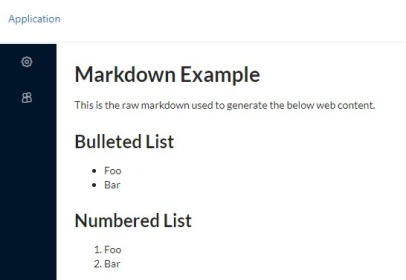 Application
Markdown Example
This is the raw markdown used to generate the below web content.
Bulleted List
• Foo
• Bar
Numbered List
1. Foo
2. Bar